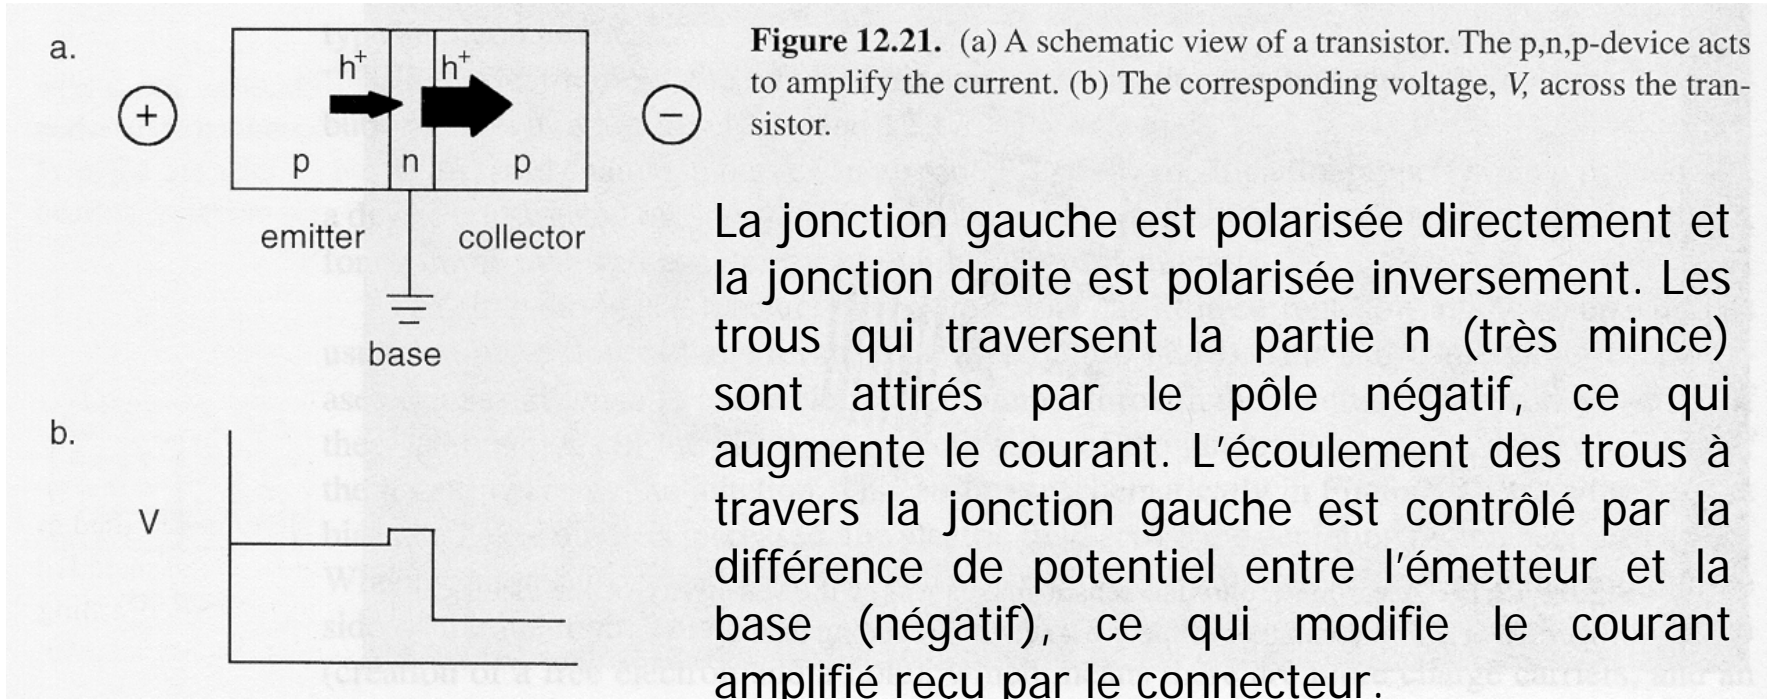 a.
h+ h+
+
−
p n p
emitter collector
base
b.
V
Figure 12.21. (a) A schematic view of a transistor. The p,n,p-device acts
to amplify the current. (b) The corresponding voltage, V, across the tran-
sistor.
La jonction gauche est polarisée directement et
la jonction droite est polarisée inversement. Les
trous qui traversent la partie n (très mince)
sont attirés par le pôle négatif, ce qui
augmente le courant. L'écoulement des trous à
travers la jonction gauche est contrôlé par la
différence de potentiel entre l'émetteur et la
base (négatif), ce qui modifie le courant
amplifié reçu par le connecteur.